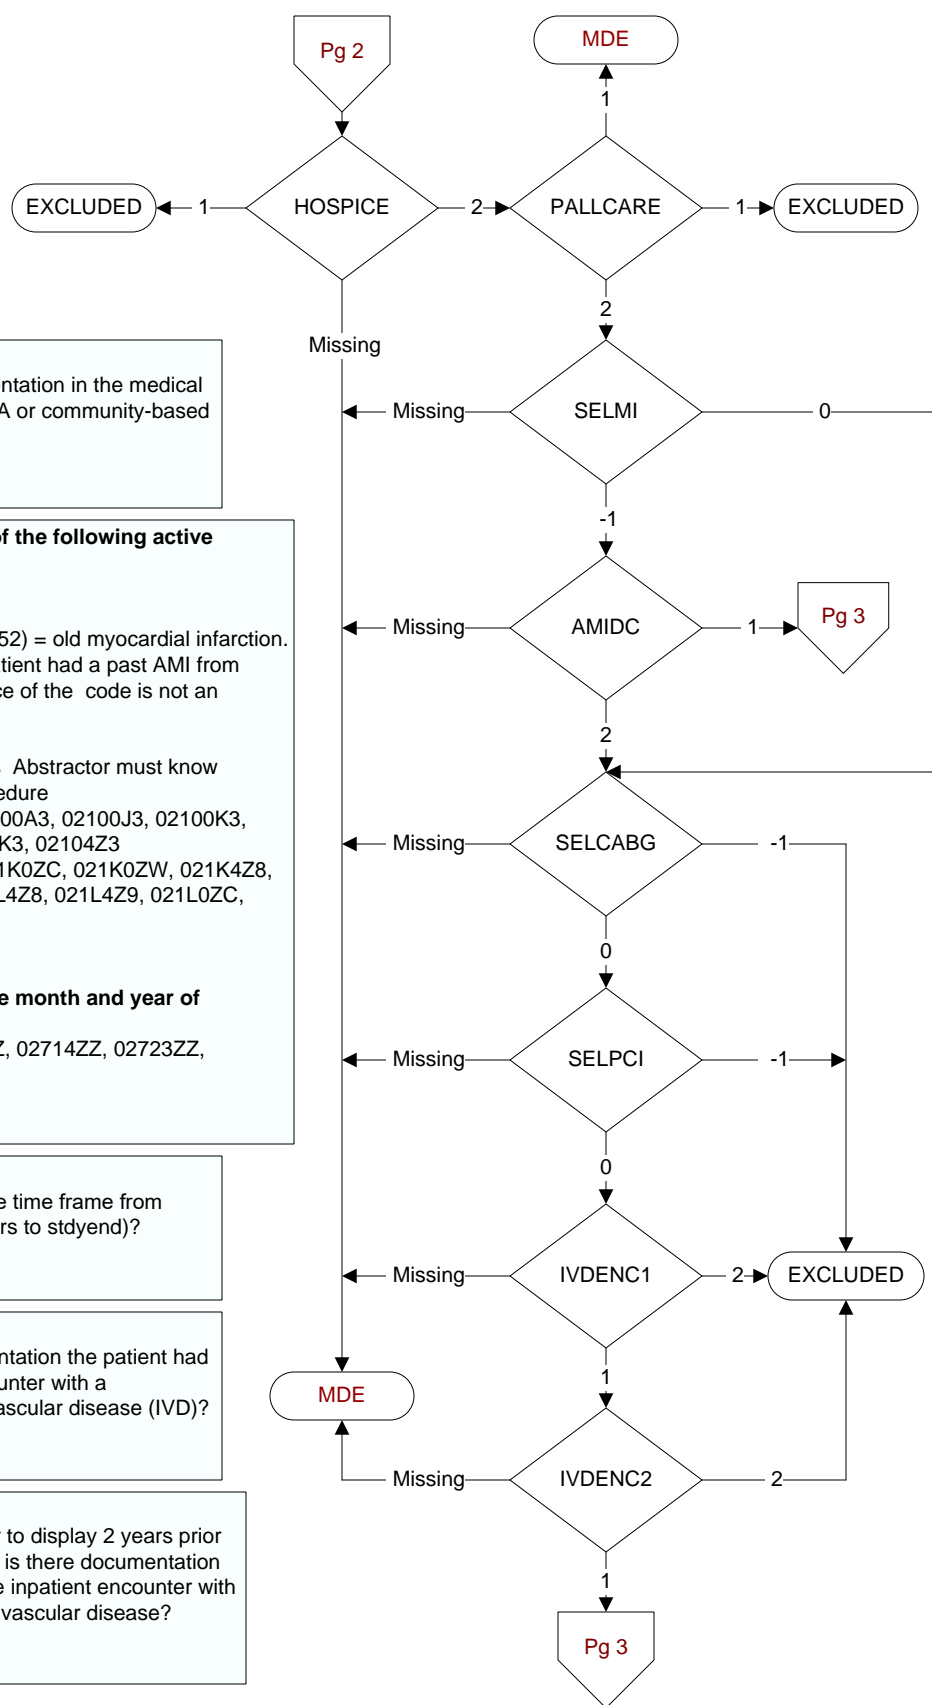 Pg 2
MDE
1
EXCLUDED
1
HOSPICE
2
PALLCARE
1
EXCLUDED
2
Missing
entation in the medical
A or community-based
Missing
SELMI
0
-1
of the following active
52) = old myocardial infarction.
atient had a past AMI from
ce of the code is not an
. Abstractor must know
edure
00A3, 02100J3, 02100K3,
K3, 02104Z3
1K0ZC, 021K0ZW, 021K4Z8,
L4Z8, 021L4Z9, 021L0ZC,
e month and year of
Z, 02714ZZ, 02723ZZ,
Missing
AMIDC
1
Pg 3
2
Missing
SELCABG
-1
0
Missing
SELPCI
-1
0
e time frame from
rs to stdyend)?
Missing
IVDENC1
2
EXCLUDED
1
ntation the patient had
unter with a
ascular disease (IVD)?
MDE
Missing
IVDENC2
2
r to display 2 years prior
is there documentation
e inpatient encounter with
vascular disease?
1
Pg 3